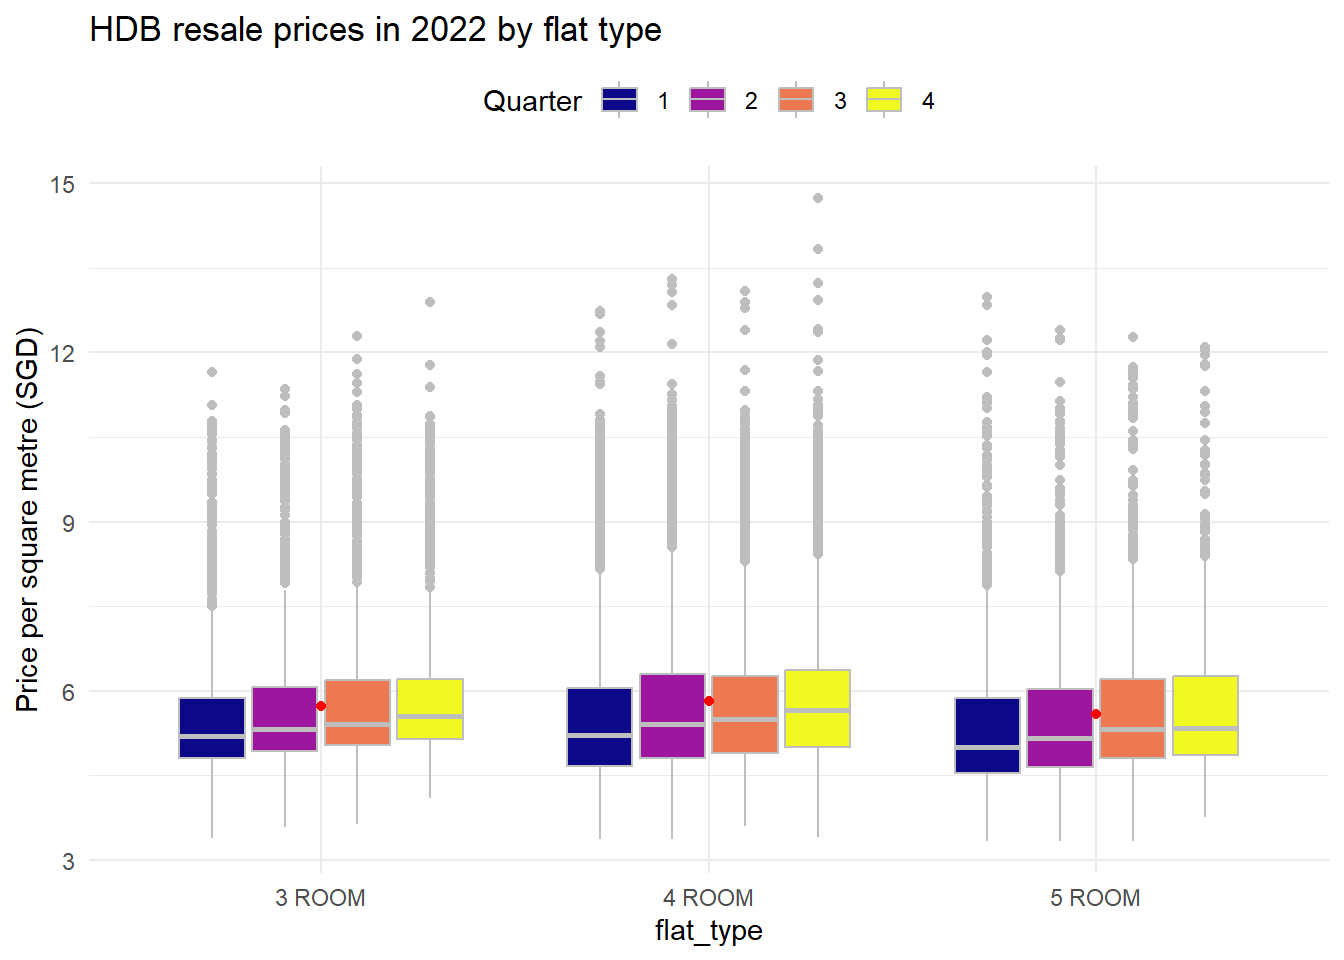 HDB resale prices in 2022 by flat type
Quarter 1 2 3 4
Price per square metre (SGD)
15
12
9
6
3
3 ROOM 4 ROOM 5 ROOM
flat_type